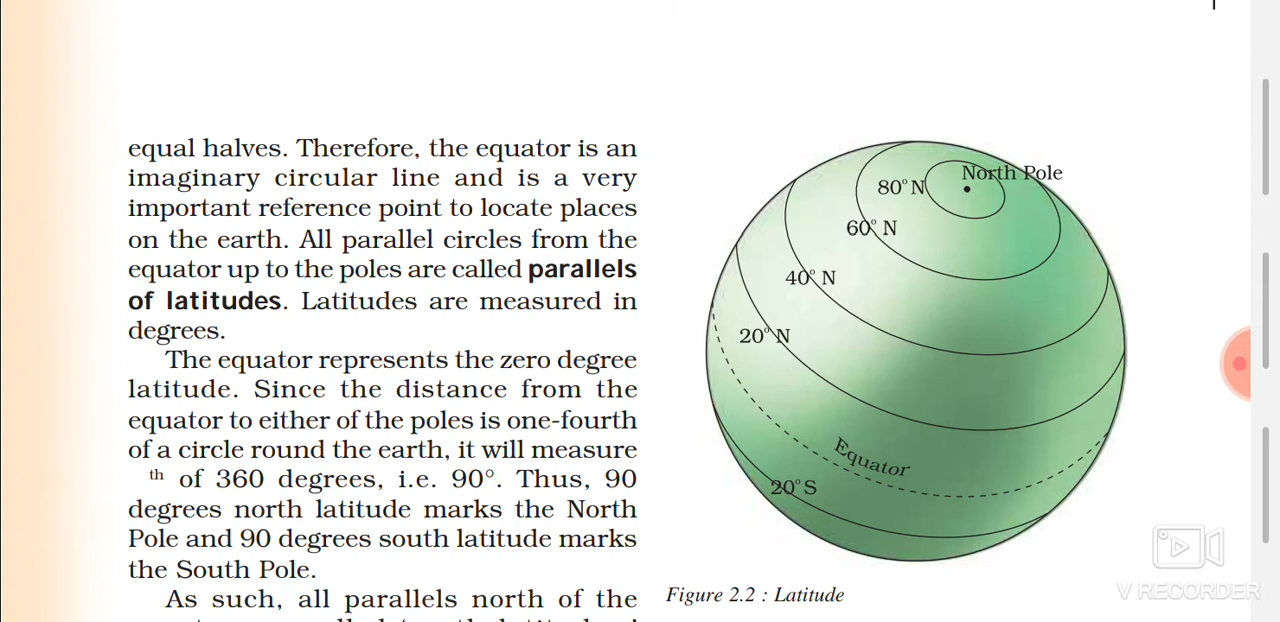 equal halves. Therefore, the equator is an
imaginary circular line and is a very
important reference point to locate places
on the earth. All parallel circles from the
equator up to the poles are called parallels
of latitudes. Latitudes are measured in
degrees.
The equator represents the zero degree
latitude. Since the distance from the
equator to either of the poles is one-fourth
of a circle round the earth, it will measure
th of 360 degrees, i.e. 90°. Thus, 90
degrees north latitude marks the North
Pole and 90 degrees south latitude marks
the South Pole.
As such, all parallels north of the
North Pole
80° N
60° N
40° N
20° N
Equator
20° S
Figure 2.2 : Latitude
V RECORDER